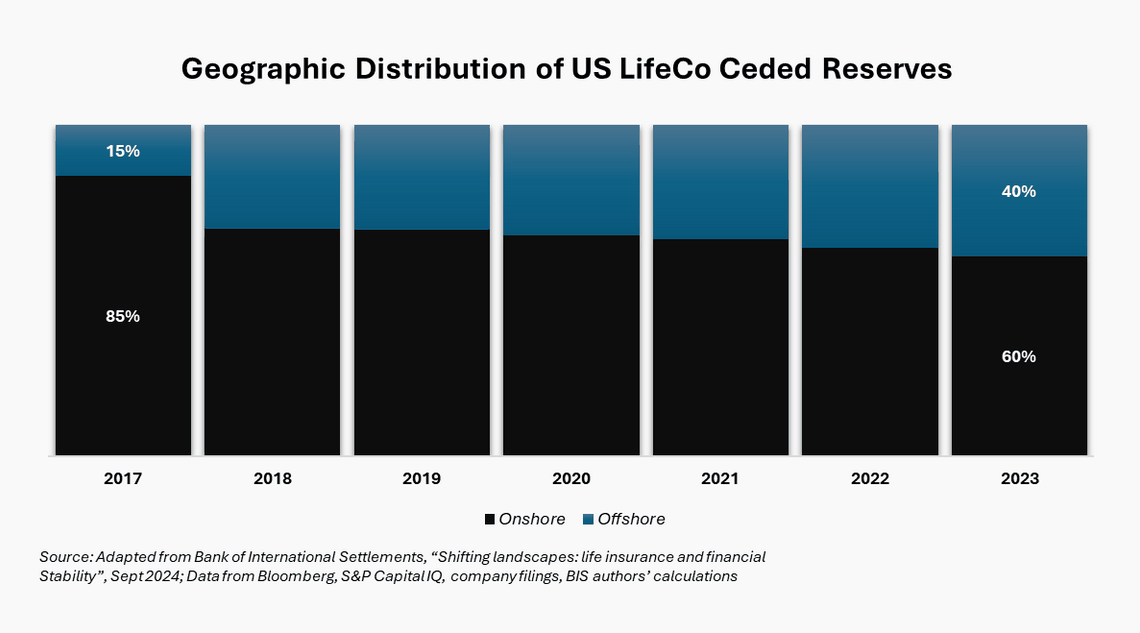 Geographic Distribution of US LifeCo Ceded Reserves
15%
40%
85%
60%
2017 2018 2019 2020 2021 2022 2023
Onshore Offshore
Source: Adapted from Bank of International Settlements, “Shifting landscapes: life insurance and financial
Stability”, Sept 2024; Data from Bloomberg, S&P Capital IQ, company filings, BIS authors’ calculations